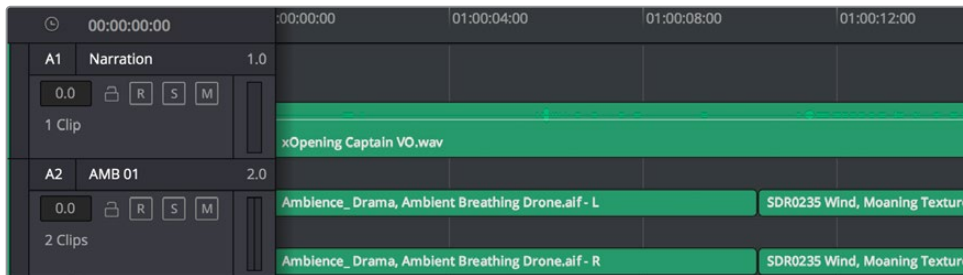 00:00:00:00
:00:00:00 01:00:04:00 01:00:08:00 01:00:12:00
A1 Narration 1.0
0.0 R S M
1 Clip
xOpening Captain VO.wav
A2 AMB 01 2.0
0.0 R S M
2 Clips
Ambience_ Drama, Ambient Breathing Drone.aif - L SDR0235 Wind, Moaning Textur
Ambience_ Drama, Ambient Breathing Drone.aif - R SDR0235 Wind, Moaning Textur